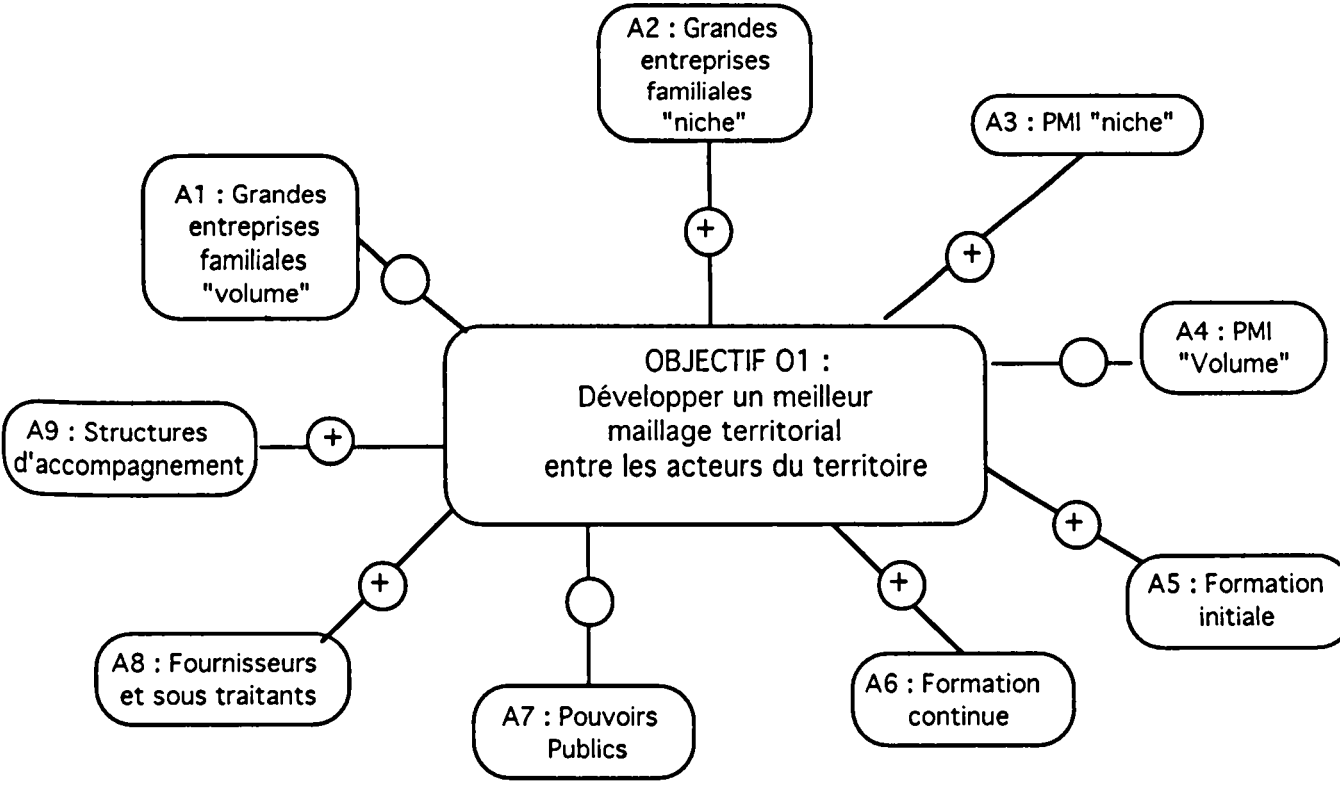 A2 : Grandes
entreprises
familiales
"niche"
+
A3 : PMI "niche"
+
A1 : Grandes
entreprises
familiales
"volume"
A4 : PMI
"Volume"
OBJECTIF O1 :
Développer un meilleur
maillage territorial
entre les acteurs du territoire
A9 : Structures
d'accompagnement
+
+
A5 : Formation
initiale
+
A8 : Fournisseurs
et sous traitants
+
A6 : Formation
continue
A7 : Pouvoirs
Publics